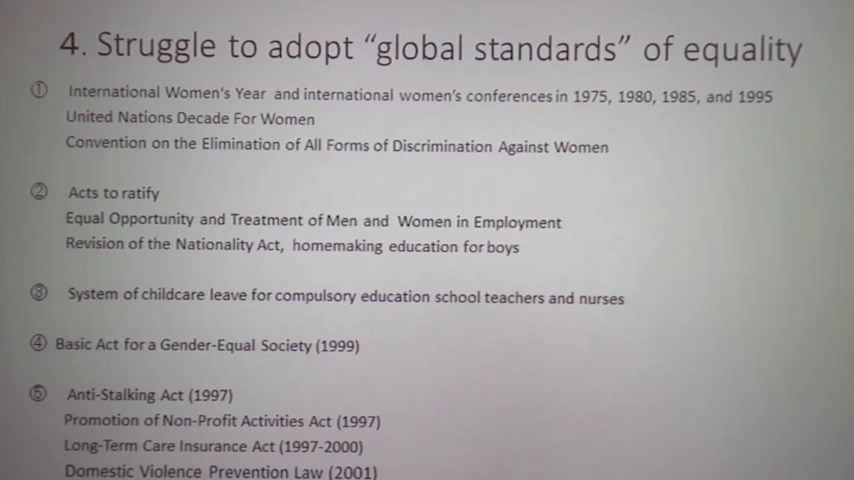 4. Struggle to adopt “global standards” of equality
① International Women's Year and international women's conferences in 1975, 1980, 1985, and 1995
United Nations Decade For Women
Convention on the Elimination of All Forms of Discrimination Against Women
② Acts to ratify
Equal Opportunity and Treatment of Men and Women in Employment
Revision of the Nationality Act, homemaking education for boys
③ System of childcare leave for compulsory education school teachers and nurses
④ Basic Act for a Gender-Equal Society (1999)
⑤ Anti-Stalking Act (1997)
Promotion of Non-Profit Activities Act (1997)
Long-Term Care Insurance Act (1997-2000)
Domestic Violence Prevention Law (2001)